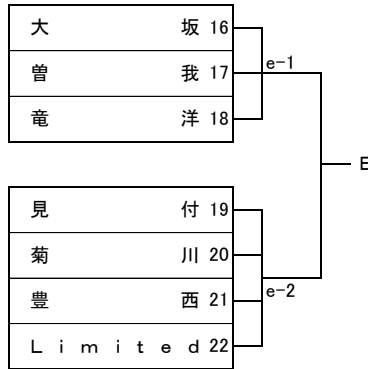 大 坂 16
曽 我 17
e-1
竜 洋 18
E
見 付 19
菊 川 20
豊 西 21
e-2
Ｌｉｍｉｔｅｄ 22